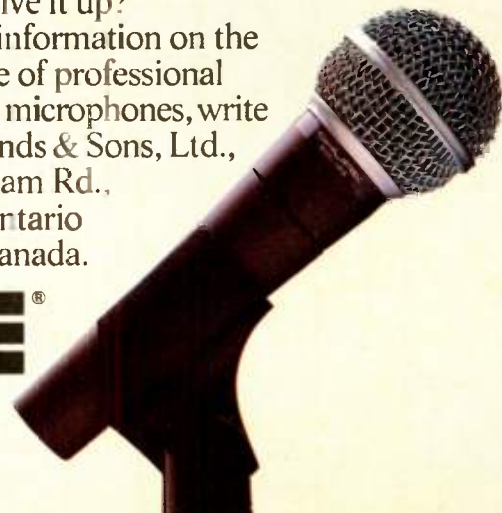 ive it up?
information on the
e of professional
microphones, write
nds & Sons, Ltd.,
am Rd.,
ntario
anada.
®